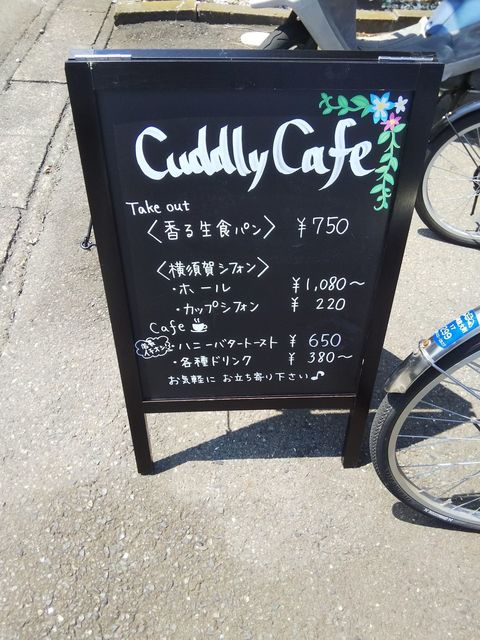 Cuddly Cafe
Take out
〈香る生食パン〉 ¥750
〈横須賀シフォン〉
・ホール ¥1,080〜
・カップシフォン ¥ 220
Cafe
・ハニーバタートースト ¥ 650
・各種ドリンク ¥ 380〜
お気軽に お立ち寄り下さい♪